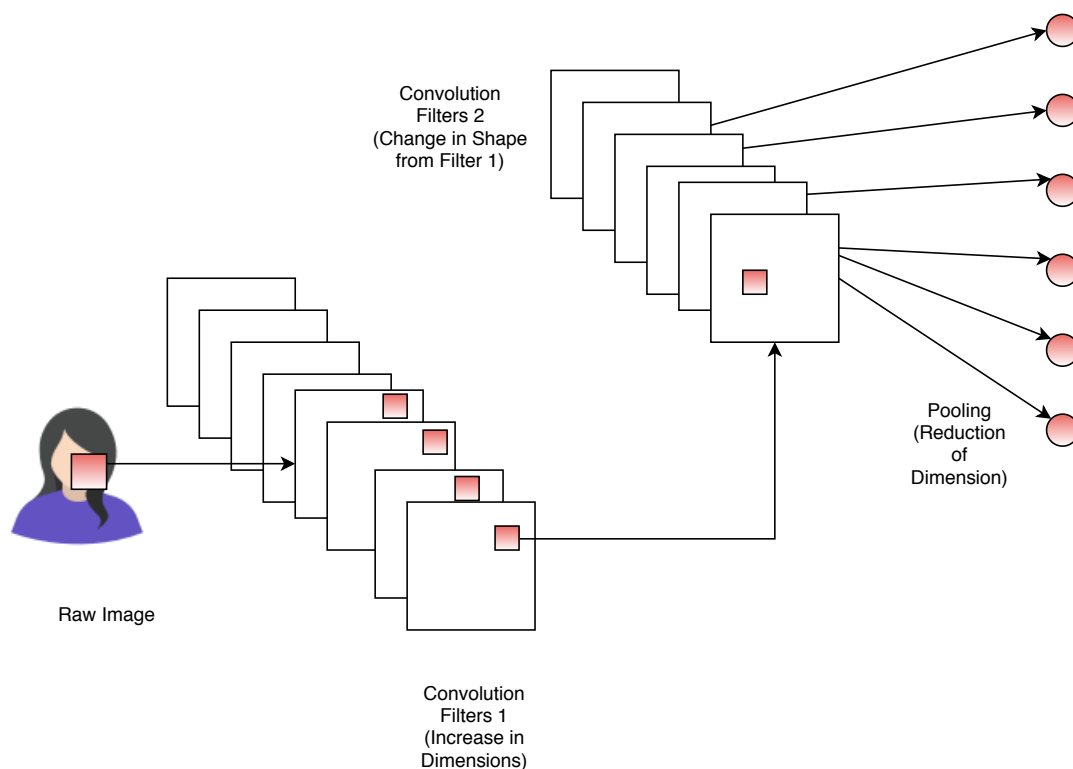 Convolution
Filters 2
(Change in Shape
from Filter 1)
Pooling
(Reduction
of
Dimension)
Raw Image
Convolution
Filters 1
(Increase in
Dimensions)